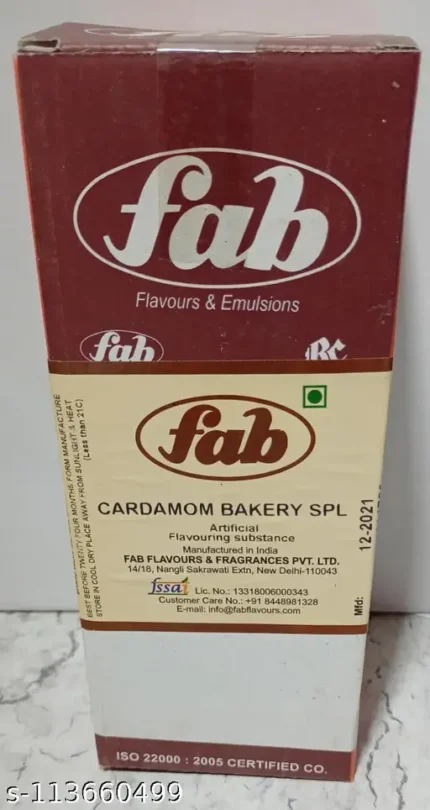 fab
Flavours & Emulsions
fab
fab
CARDAMOM BAKERY SPL
Artificial
Flavouring substance
Manufactured in India
FAB FLAVOURS & FRAGRANCES PVT. LTD.
14/18, Nangli Sakrawati Extn, New Delhi-110043
fssai Lic. No.: 13318006000343
Customer Care No.: +91 8448981328
E-mail: info@fabflavours.com
BEST BEFORE TWENTY FOUR MONTHS FORM MANUFACTURE
STORE IN COOL DRY PLACE AWAY FROM SUNLIGHT & HEAT
(Less than 21C)
Mfd: 12-2021
ISO 22000 : 2005 CERTIFIED CO.
s-113660499